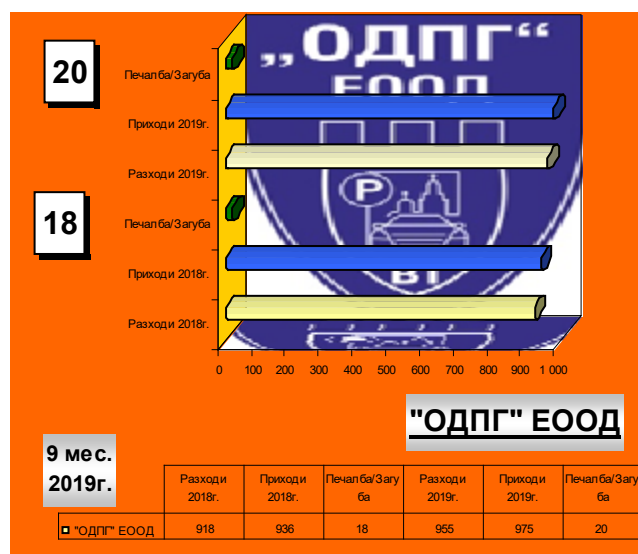 „ОДПГ“
ЕООД
20
Печалба/Загуба
Приходи 2019г.
Разходи 2019г.
P
18
Печалба/Загуба
Приходи 2018г.
ВТ
Разходи 2018г.
0 100 200 300 400 500 600 700 800 900 1 000
"ОДПГ" ЕООД
9 мес.
2019г.
Разходи 2018г. Приходи 2018г. Печалба/Загуба Разходи 2019г. Приходи 2019г. Печалба/Загуба
"ОДПГ" ЕООД 918 936 18 955 975 20